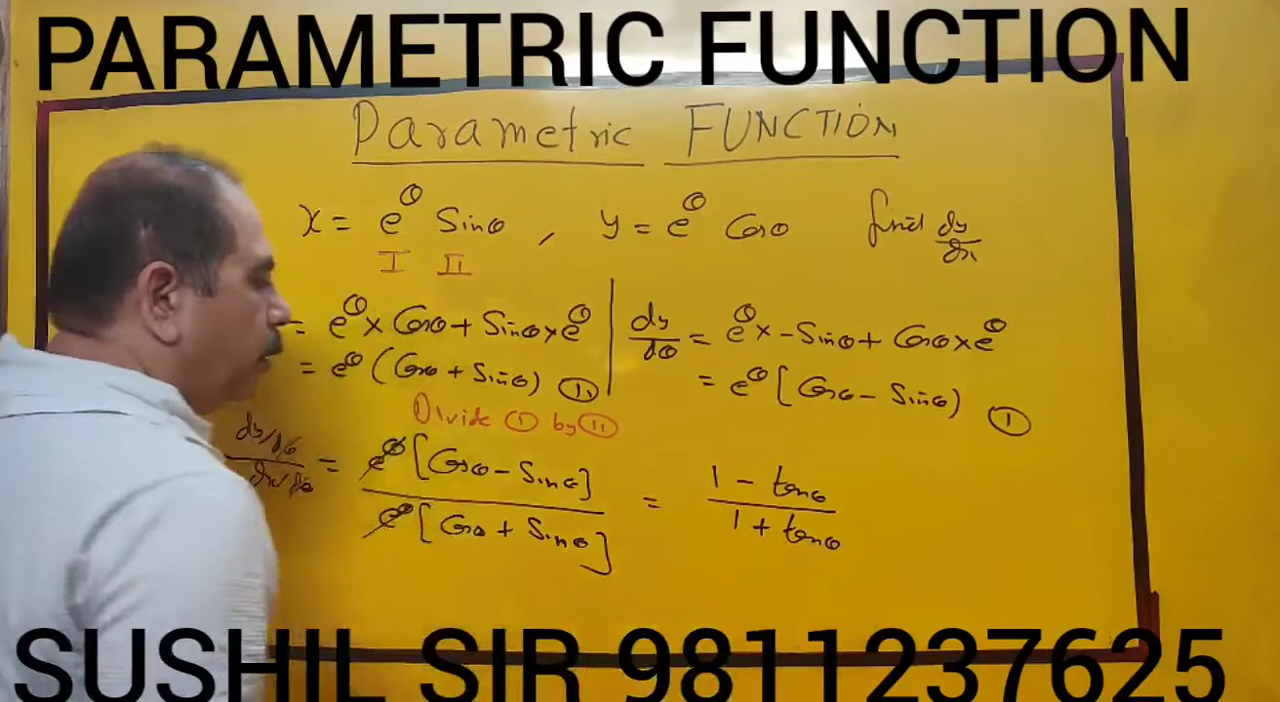 PARAMETRIC FUNCTION
Parametric FUNCTION
x = e^θ Sinθ , y = e^θ Cosθ find dy/dx
I II
= e^θ x Cosθ + Sinθ x e^θ
= e^θ (Cosθ + Sinθ) II
dy/dθ = e^θ x - Sinθ + Cosθ x e^θ
= e^θ [Cosθ - Sinθ] I
Divide I by II
dy/dθ / dx/dθ = e^θ [Cosθ - Sinθ] / e^θ [Cosθ + Sinθ] = 1 - tanθ / 1 + tanθ
SUSHIL SIR 9811237625